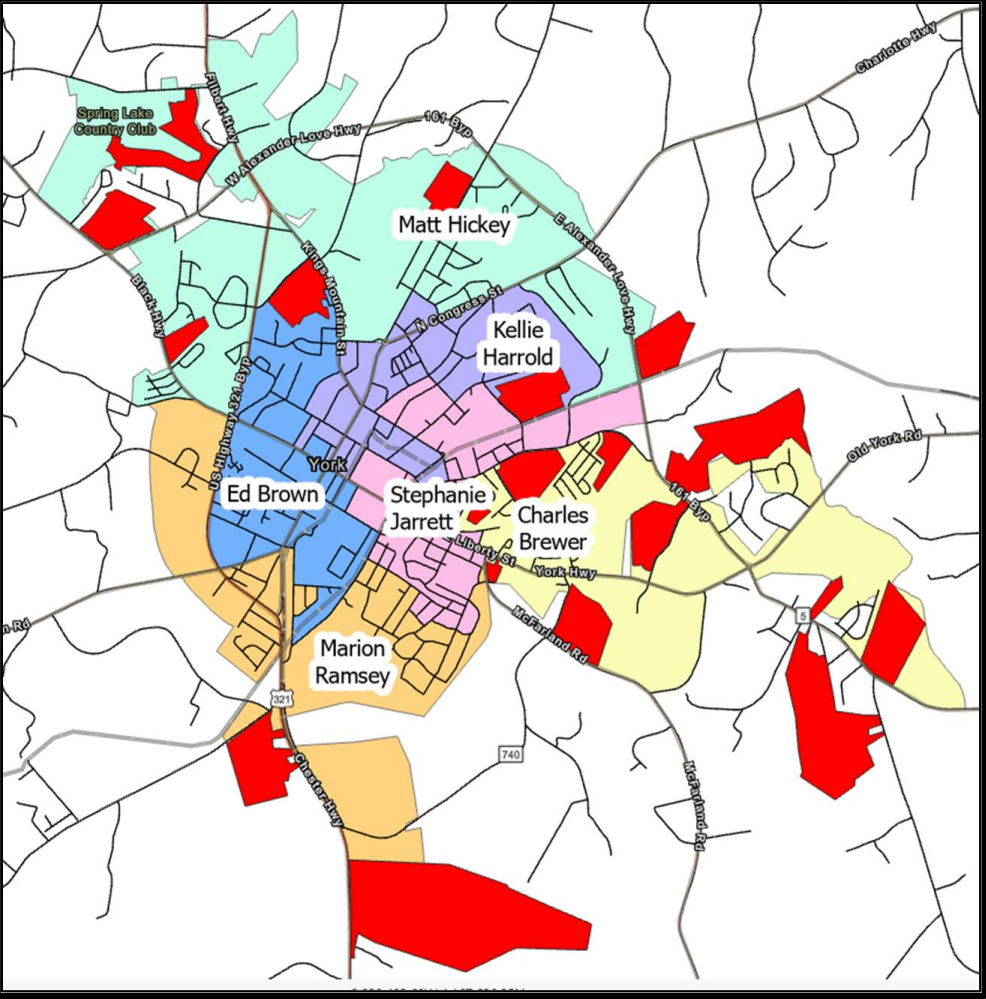 Charlotte Hwy
Filbert Hwy
Spring Lake
Country Club
161 Byp
W Alexander Love Hwy
Matt Hickey
E Alexander Love Hwy
Kings Mountain St
Black Hwy
N Congress St
Kellie
Harrold
US Highway 321 Byp
Old York Rd
York
Ed Brown
Stephanie
Jarrett
161 Byp
Charles
Brewer
Liberty St
York Hwy
5
McFarland Rd
n Rd
Marion
Ramsey
321
740
Chester Hwy
McFarland Rd